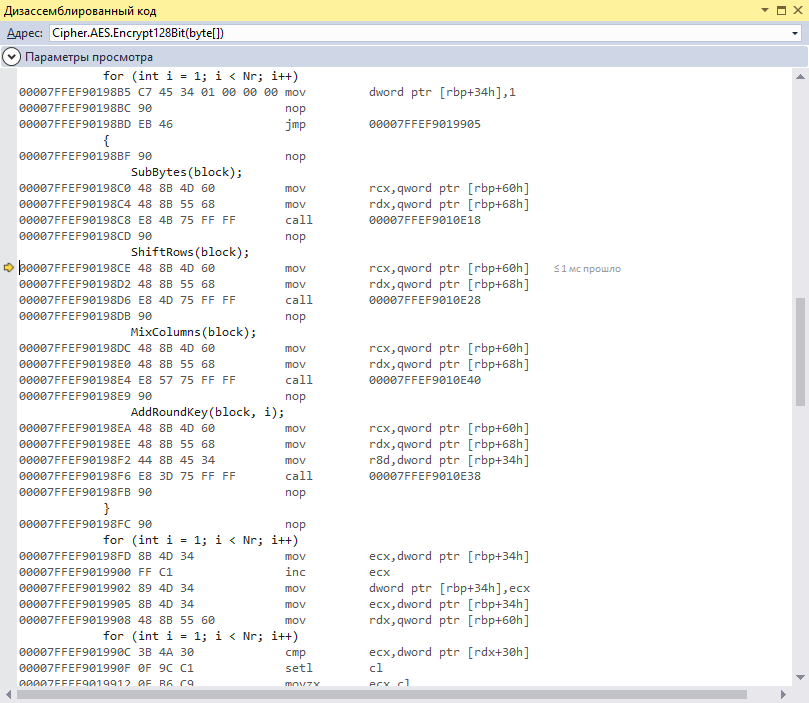 Дизассемблированный код
Адрес: Cipher.AES.Encrypt128Bit(byte[])
Параметры просмотра
for (int i = 1; i < Nr; i++)
00007FFEF90198B5 C7 45 34 01 00 00 00 mov dword ptr [rbp+34h],1
00007FFEF90198BC 90 nop
00007FFEF90198BD EB 46 jmp 00007FFEF9019905
{
00007FFEF90198BF 90 nop
SubBytes(block);
00007FFEF90198C0 48 8B 4D 60 mov rcx,qword ptr [rbp+60h]
00007FFEF90198C4 48 8B 55 68 mov rdx,qword ptr [rbp+68h]
00007FFEF90198C8 E8 4B 75 FF FF call 00007FFEF9010E18
00007FFEF90198CD 90 nop
ShiftRows(block);
00007FFEF90198CE 48 8B 4D 60 mov rcx,qword ptr [rbp+60h] ≤1 мс прошло
00007FFEF90198D2 48 8B 55 68 mov rdx,qword ptr [rbp+68h]
00007FFEF90198D6 E8 4D 75 FF FF call 00007FFEF9010E28
00007FFEF90198DB 90 nop
MixColumns(block);
00007FFEF90198DC 48 8B 4D 60 mov rcx,qword ptr [rbp+60h]
00007FFEF90198E0 48 8B 55 68 mov rdx,qword ptr [rbp+68h]
00007FFEF90198E4 E8 57 75 FF FF call 00007FFEF9010E40
00007FFEF90198E9 90 nop
AddRoundKey(block, i);
00007FFEF90198EA 48 8B 4D 60 mov rcx,qword ptr [rbp+60h]
00007FFEF90198EE 48 8B 55 68 mov rdx,qword ptr [rbp+68h]
00007FFEF90198F2 44 8B 45 34 mov r8d,dword ptr [rbp+34h]
00007FFEF90198F6 E8 3D 75 FF FF call 00007FFEF9010E38
00007FFEF90198FB 90 nop
}
00007FFEF90198FC 90 nop
for (int i = 1; i < Nr; i++)
00007FFEF90198FD 8B 4D 34 mov ecx,dword ptr [rbp+34h]
00007FFEF9019900 FF C1 inc ecx
00007FFEF9019902 89 4D 34 mov dword ptr [rbp+34h],ecx
00007FFEF9019905 8B 4D 34 mov ecx,dword ptr [rbp+34h]
00007FFEF9019908 48 8B 55 60 mov rdx,qword ptr [rbp+60h]
for (int i = 1; i < Nr; i++)
00007FFEF901990C 3B 4A 30 cmp ecx,dword ptr [rdx+30h]
00007FFEF901990F 0F 9C C1 setl cl
00007FFEF9019912 0F B6 C9 movzx ecx,cl